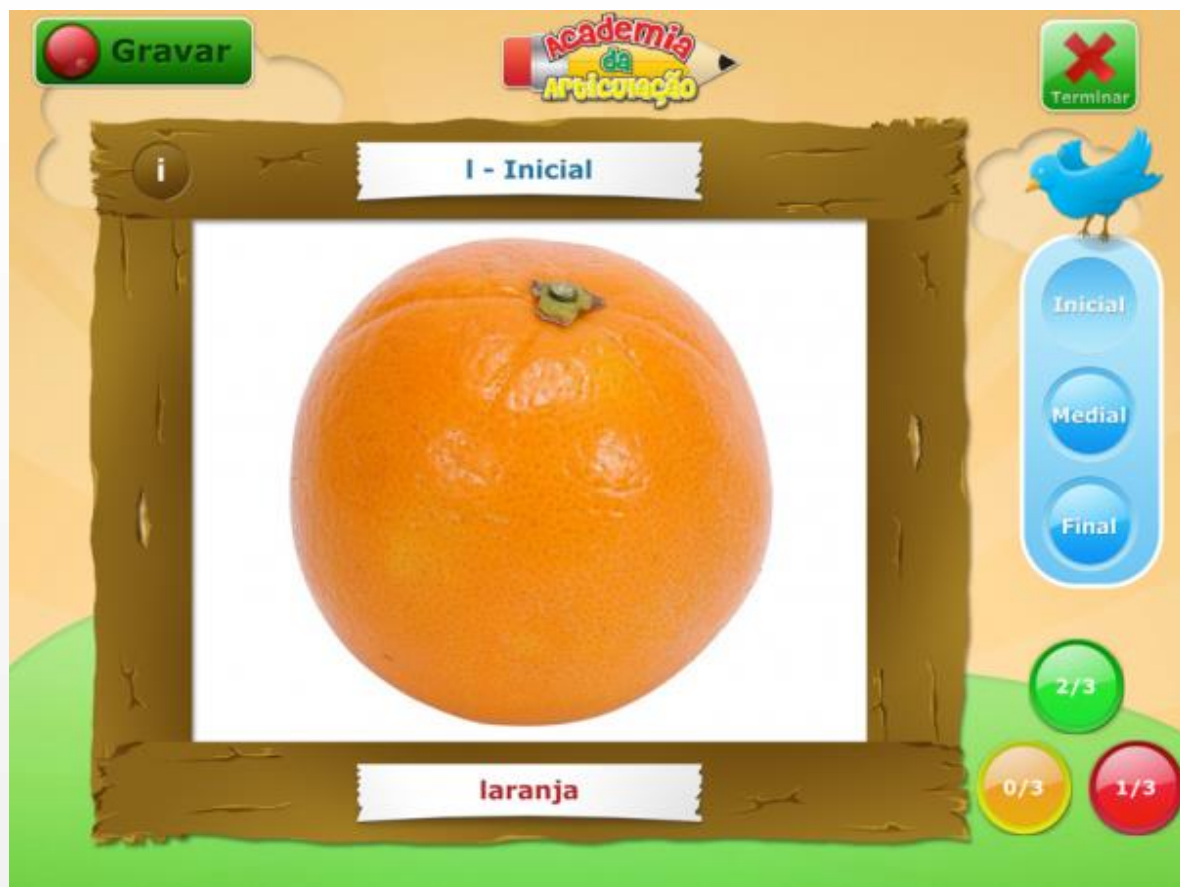 Gravar
Academia
da
Articulação
Terminar
i
l - Inicial
Inicial
Medial
Final
2/3
0/3
1/3
laranja